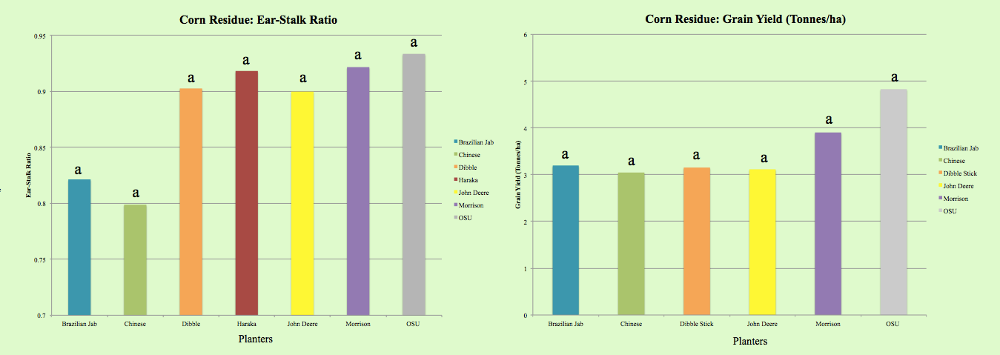 Corn Residue: Ear-Stalk Ratio
0.95
0.9
0.85
0.8
0.75
0.7
Ear-Stalk Ratio
a
a
a
a
a
a
a
Brazilian Jab
Chinese
Dibble
Haraka
John Deere
Morrison
OSU
Planters
Brazilian Jab
Chinese
Dibble
Haraka
John Deere
Morrison
OSU
Corn Residue: Grain Yield (Tonnes/ha)
6
5
4
3
2
1
0
Grain Yield (Tonnes/ha)
a
a
a
a
a
a
Brazilian Jab
Chinese
Dibble Stick
John Deere
Morrison
OSU
Planters
Brazilian Jab
Chinese
Dibble Stick
John Deere
Morrison
OSU